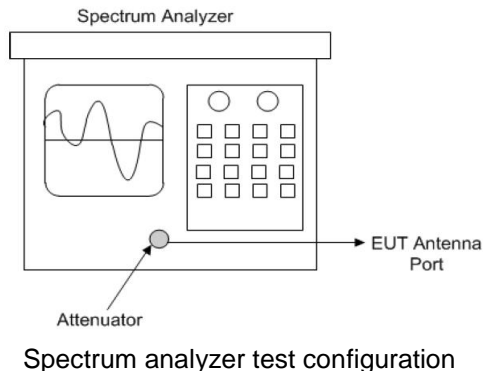 Spectrum Analyzer
EUT Antenna
Port
Attenuator
Spectrum analyzer test configuration